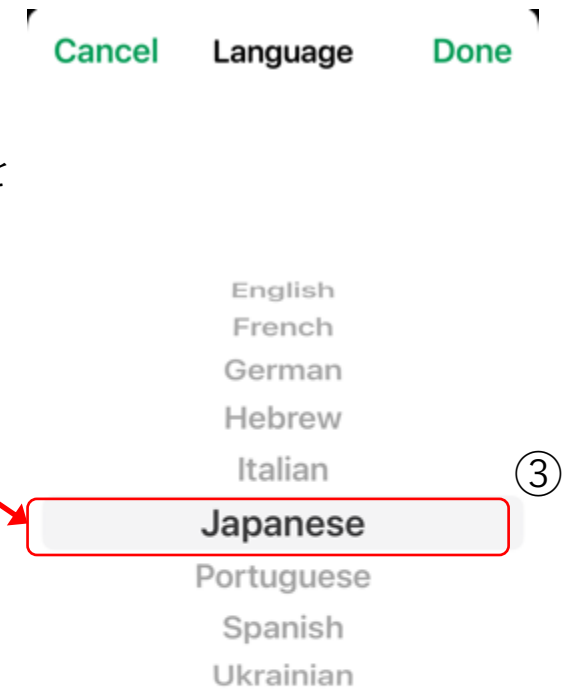 Cancel Language Done
English
French
German
Hebrew
Italian
③
Japanese
Portuguese
Spanish
Ukrainian